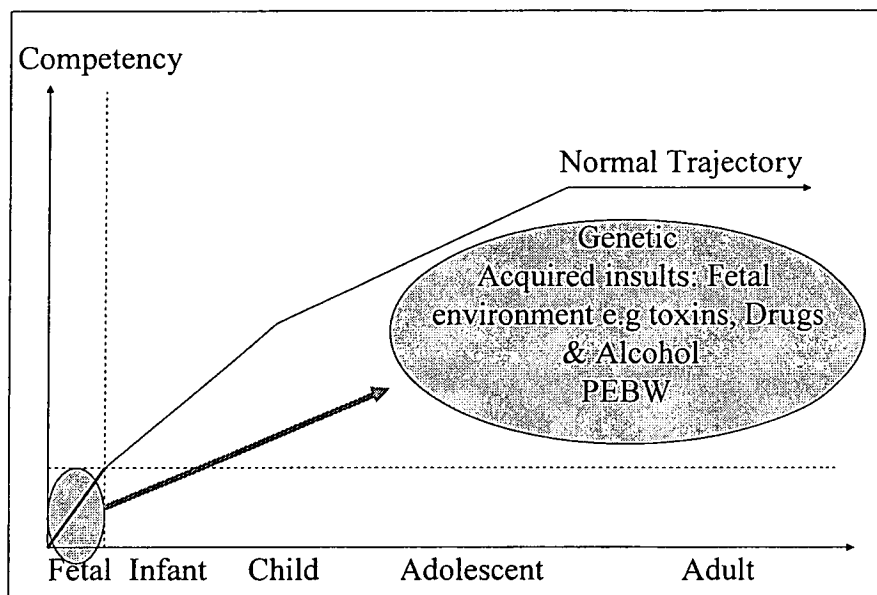 Competency
Normal Trajectory
Genetic
Acquired insults: Fetal
environment e.g toxins, Drugs
& Alcohol
PEBW
Fetal Infant Child Adolescent Adult